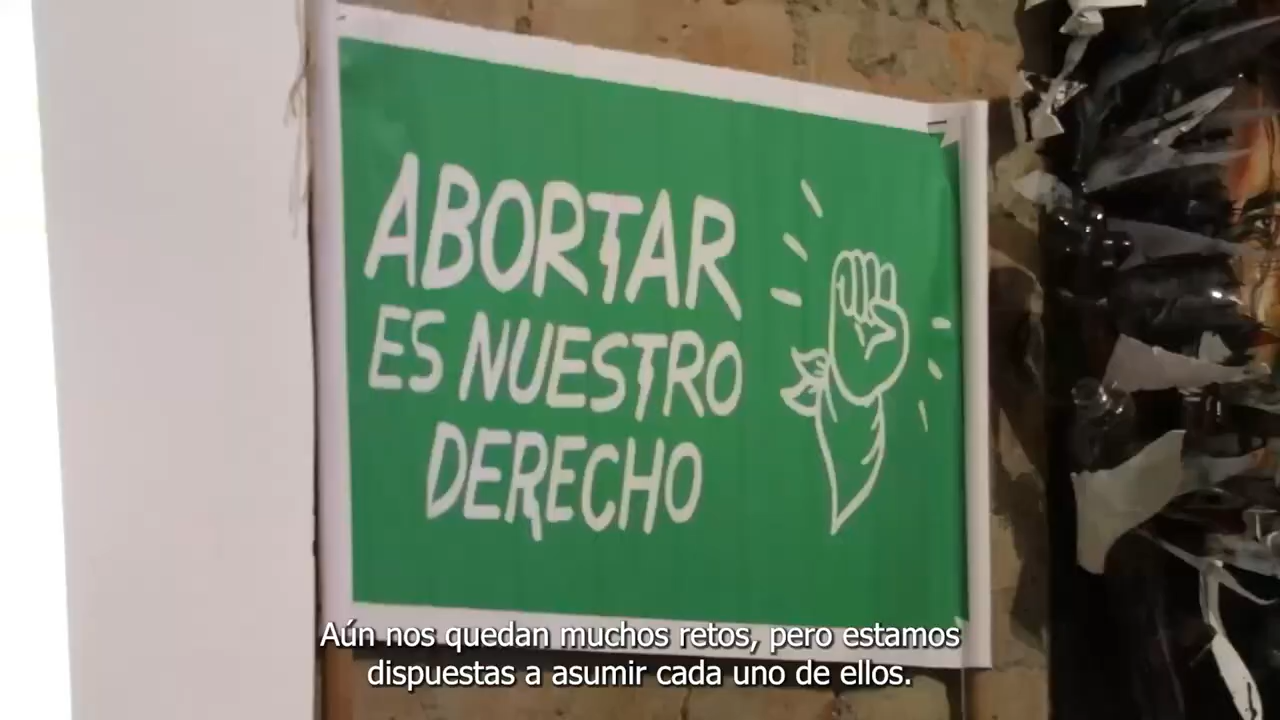 ABORTAR
ES NUESTRO
DERECHO
Aún nos quedan muchos retos, pero estamos
dispuestas a asumir cada uno de ellos.